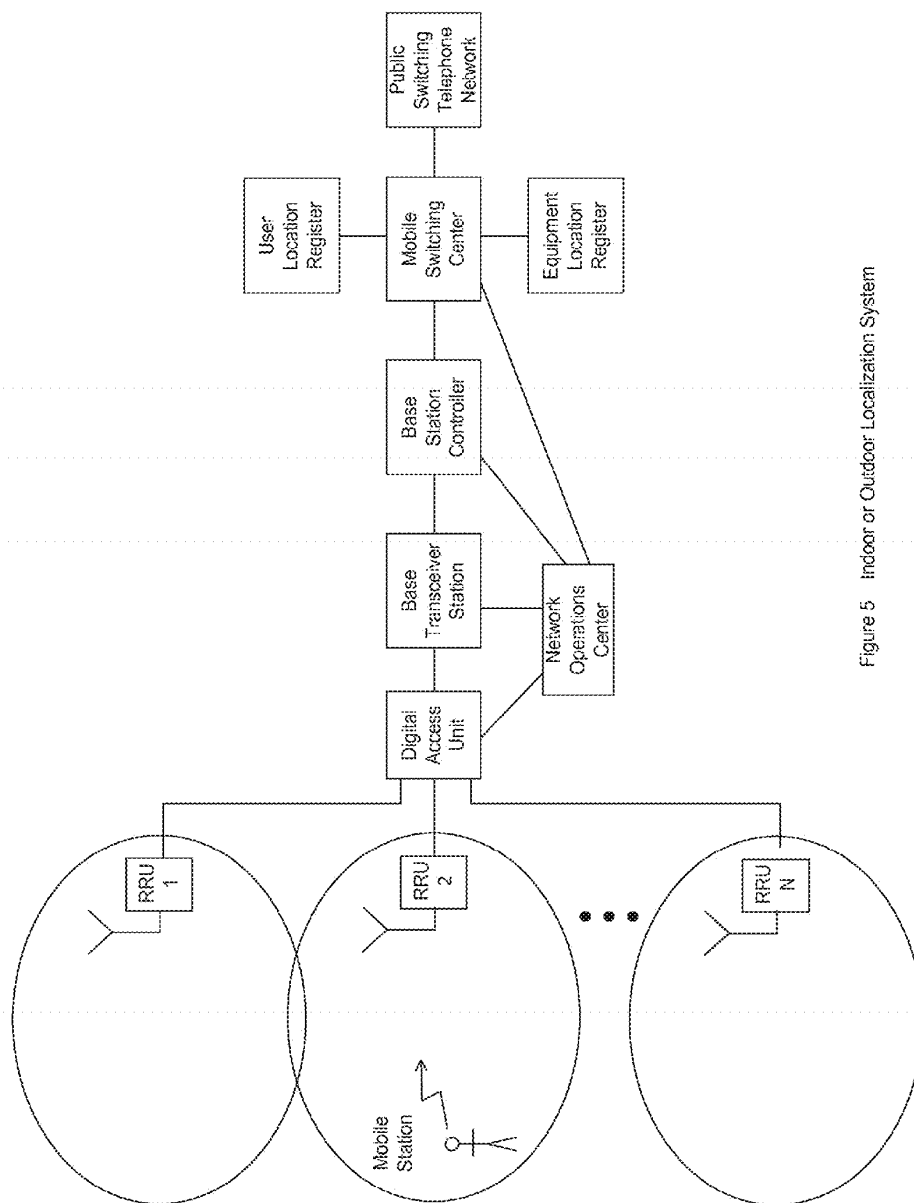 RRU
1
RRU
2
RRU
N
Mobile
Station
Digital
Access
Unit
Base
Transceiver
Station
Network
Operations
Center
Base
Station
Controller
User
Location
Register
Mobile
Switching
Center
Equipment
Location
Register
Public
Switching
Telephone
Network
Figure 5 Indoor or Outdoor Localization System